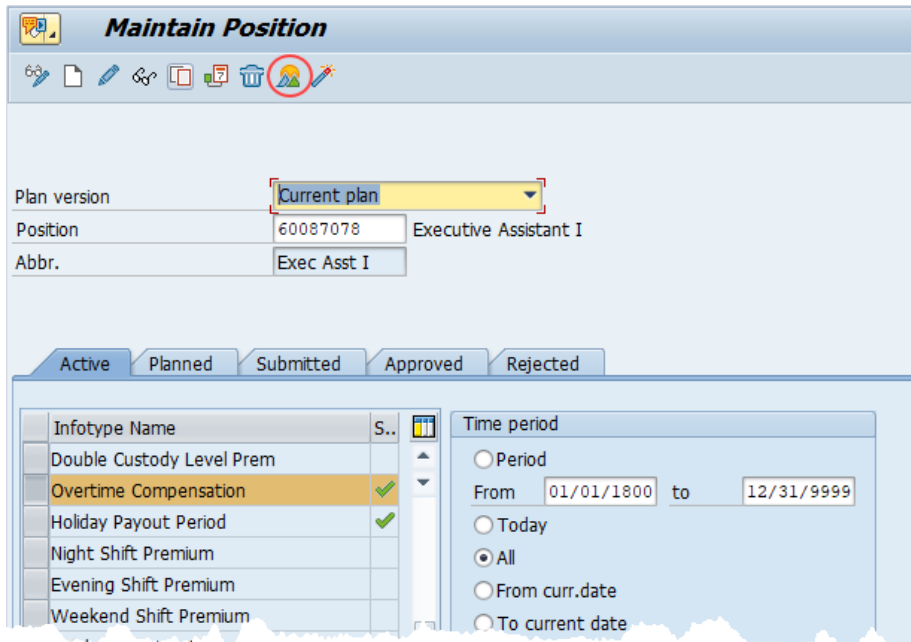 Maintain Position
Plan version Current plan
Position 60087078 Executive Assistant I
Abbr. Exec Asst I
Active Planned Submitted Approved Rejected
Infotype Name S..
Double Custody Level Prem
Overtime Compensation
Holiday Payout Period
Night Shift Premium
Evening Shift Premium
Weekend Shift Premium
Time period
Period
From 01/01/1800 to 12/31/9999
Today
All
From curr.date
To current date